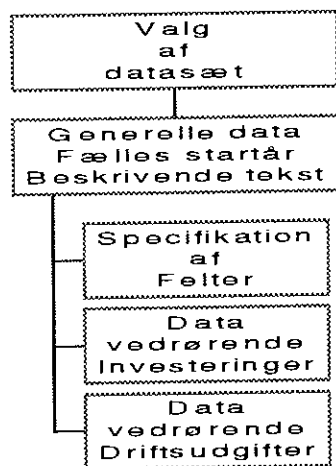 Valg
af
datasæt
Generelle data
Fælles startår
Beskrivende tekst
Specifikation
af
Felter
Data
vedrørende
Investeringer
Data
vedrørende
Driftsudgifter